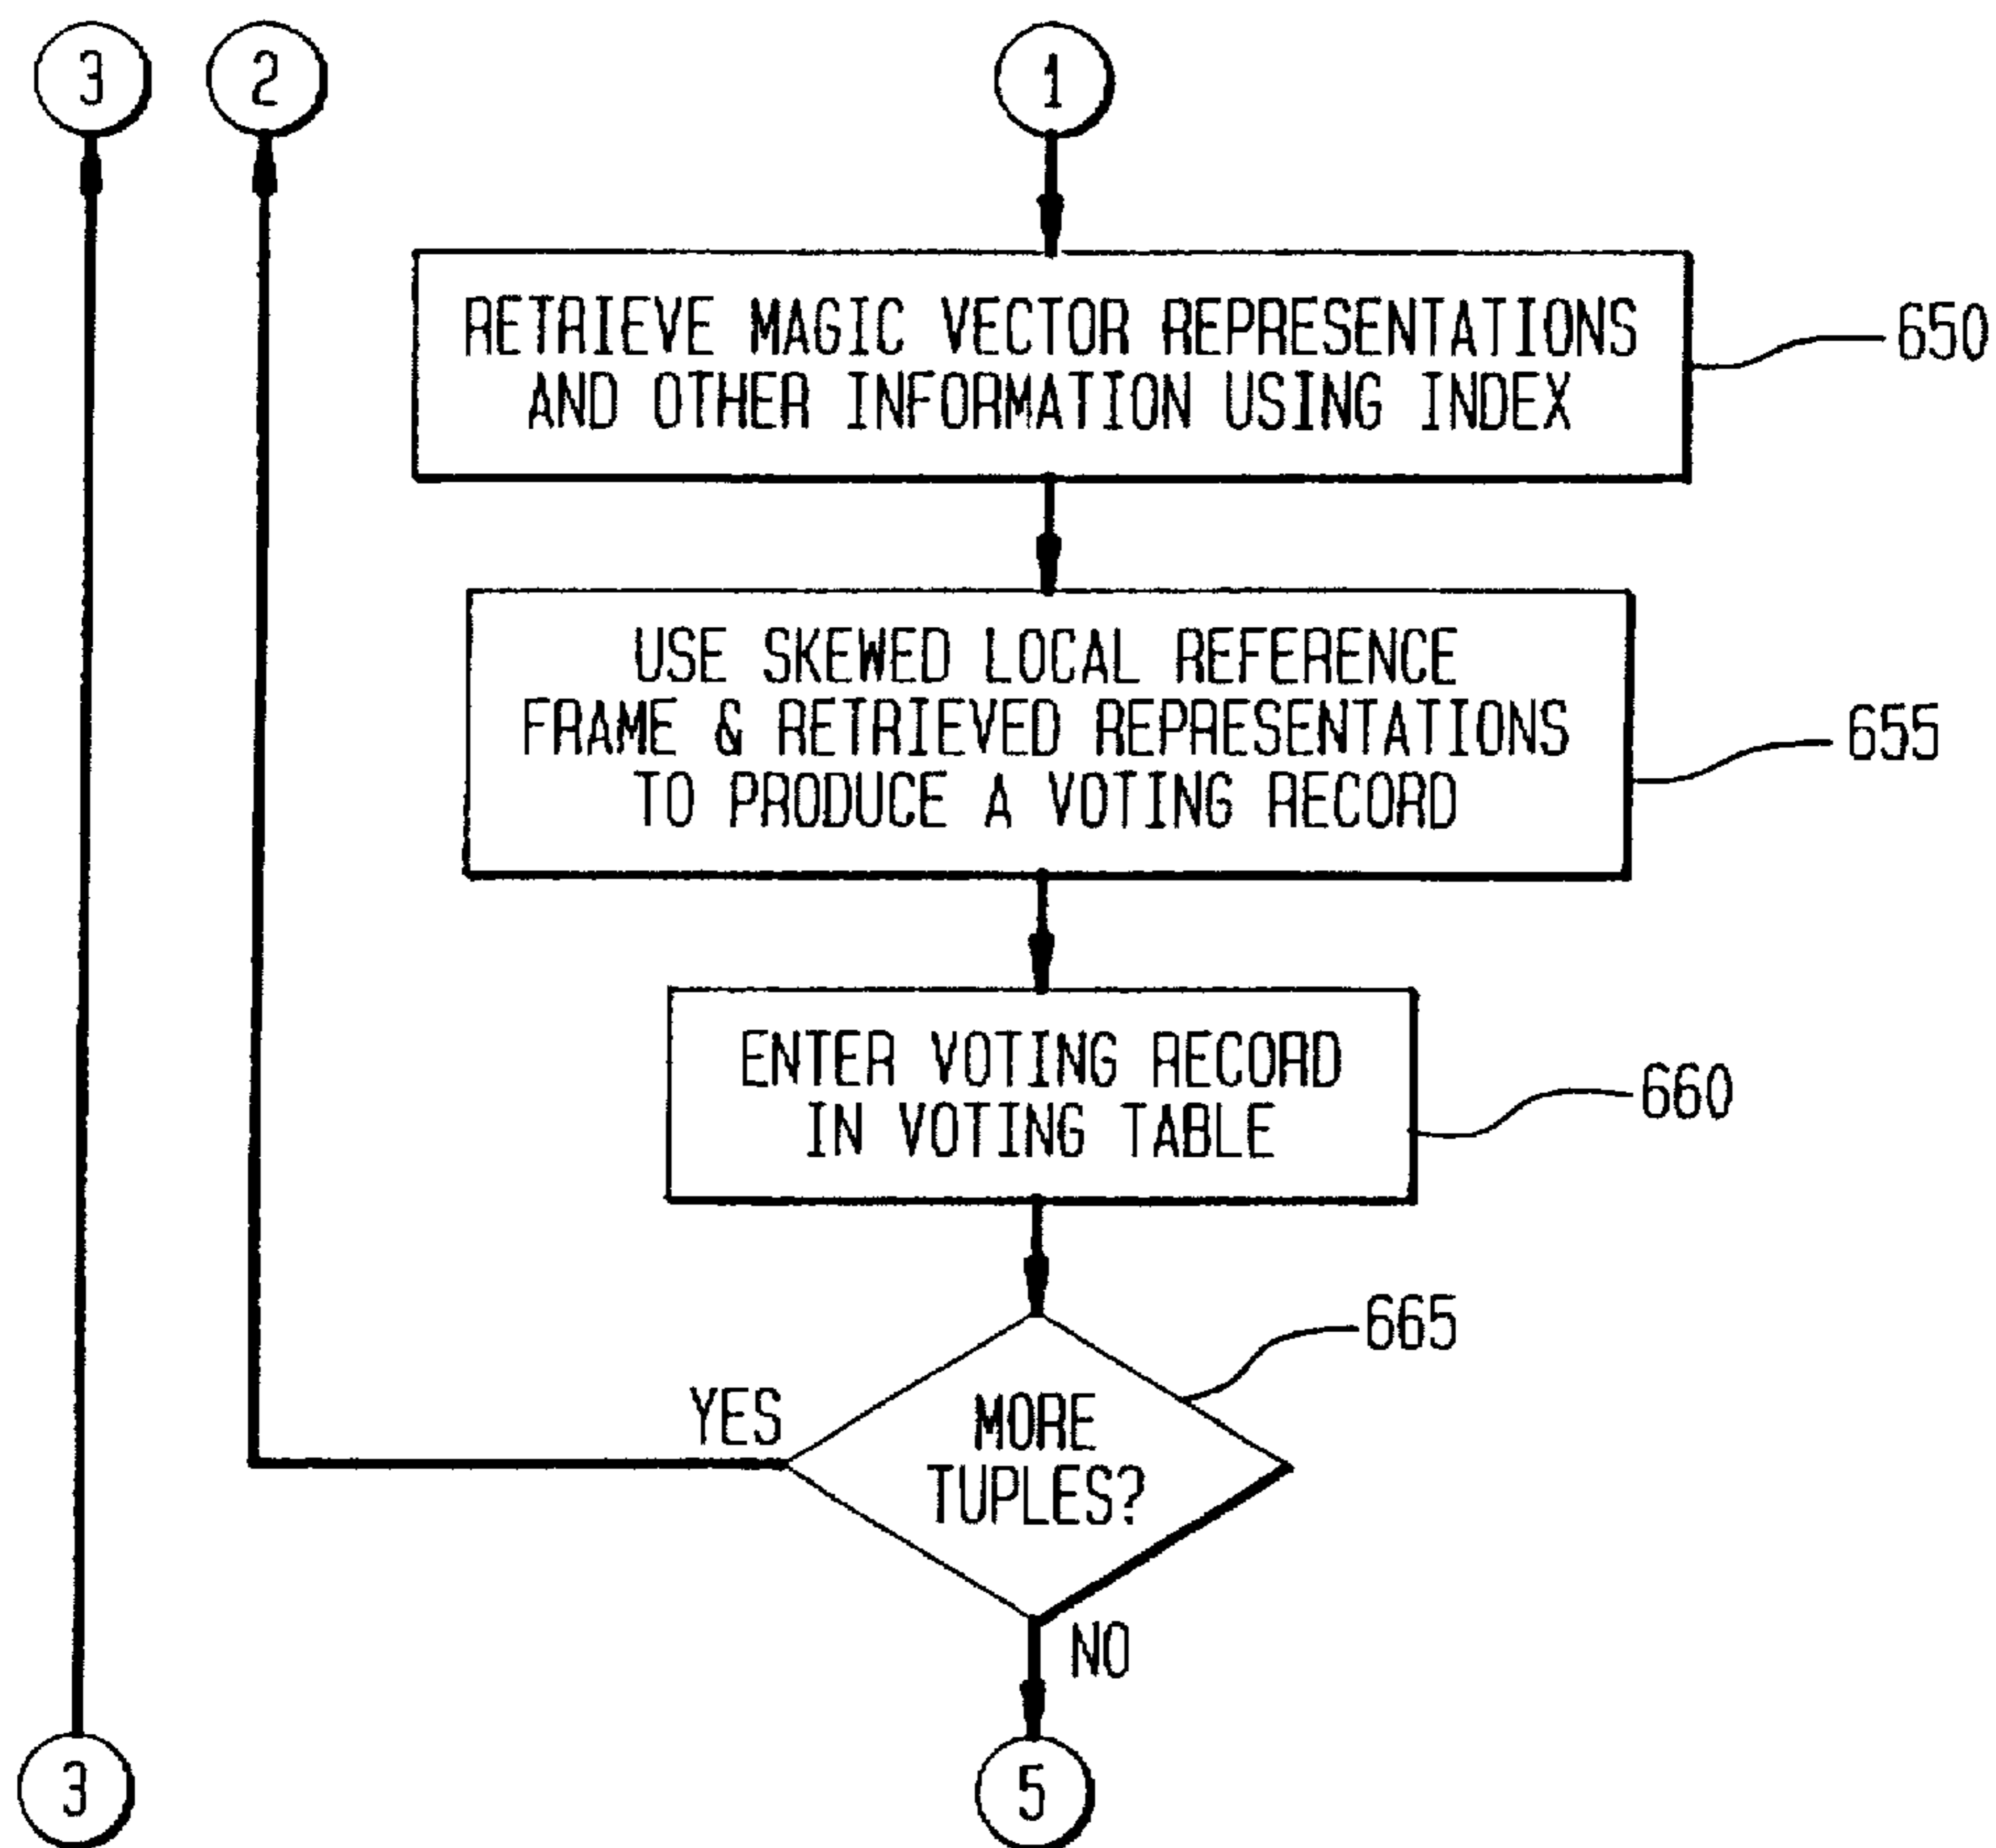 3
2
1
RETRIEVE MAGIC VECTOR REPRESENTATIONS
AND OTHER INFORMATION USING INDEX
650
USE SKEWED LOCAL REFERENCE
FRAME & RETRIEVED REPRESENTATIONS
TO PRODUCE A VOTING RECORD
655
ENTER VOTING RECORD
IN VOTING TABLE
660
665
YES
MORE
TUPLES?
NO
3
5